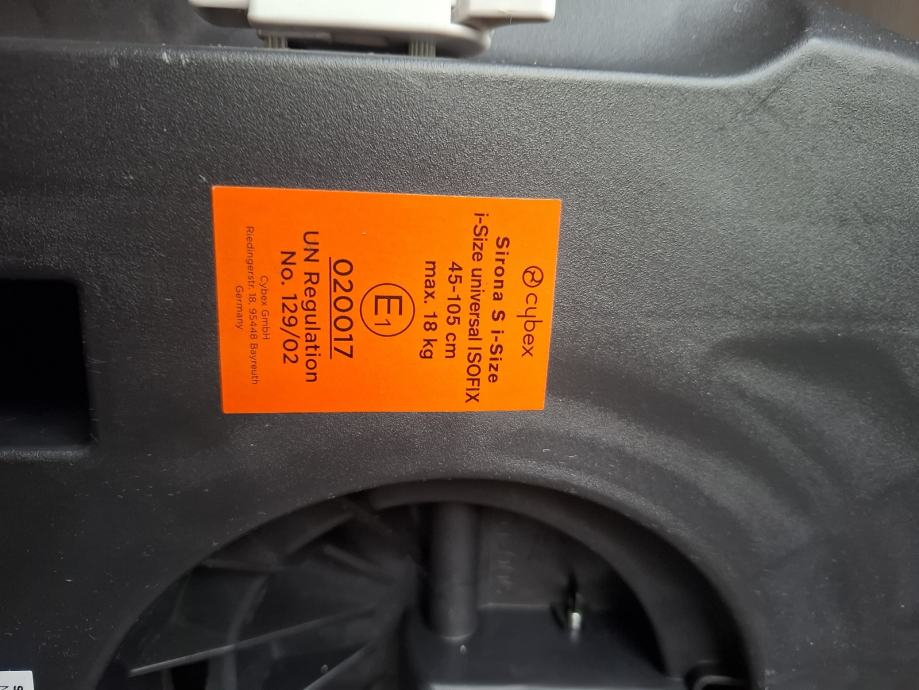 cybex
Sirona S i-Size
i-Size universal ISOFIX
45-105 cm
max. 18 kg
E1
020017
UN Regulation
No. 129/02
Cybex GmbH
Riedingerstr. 18, 95448 Bayreuth
Germany